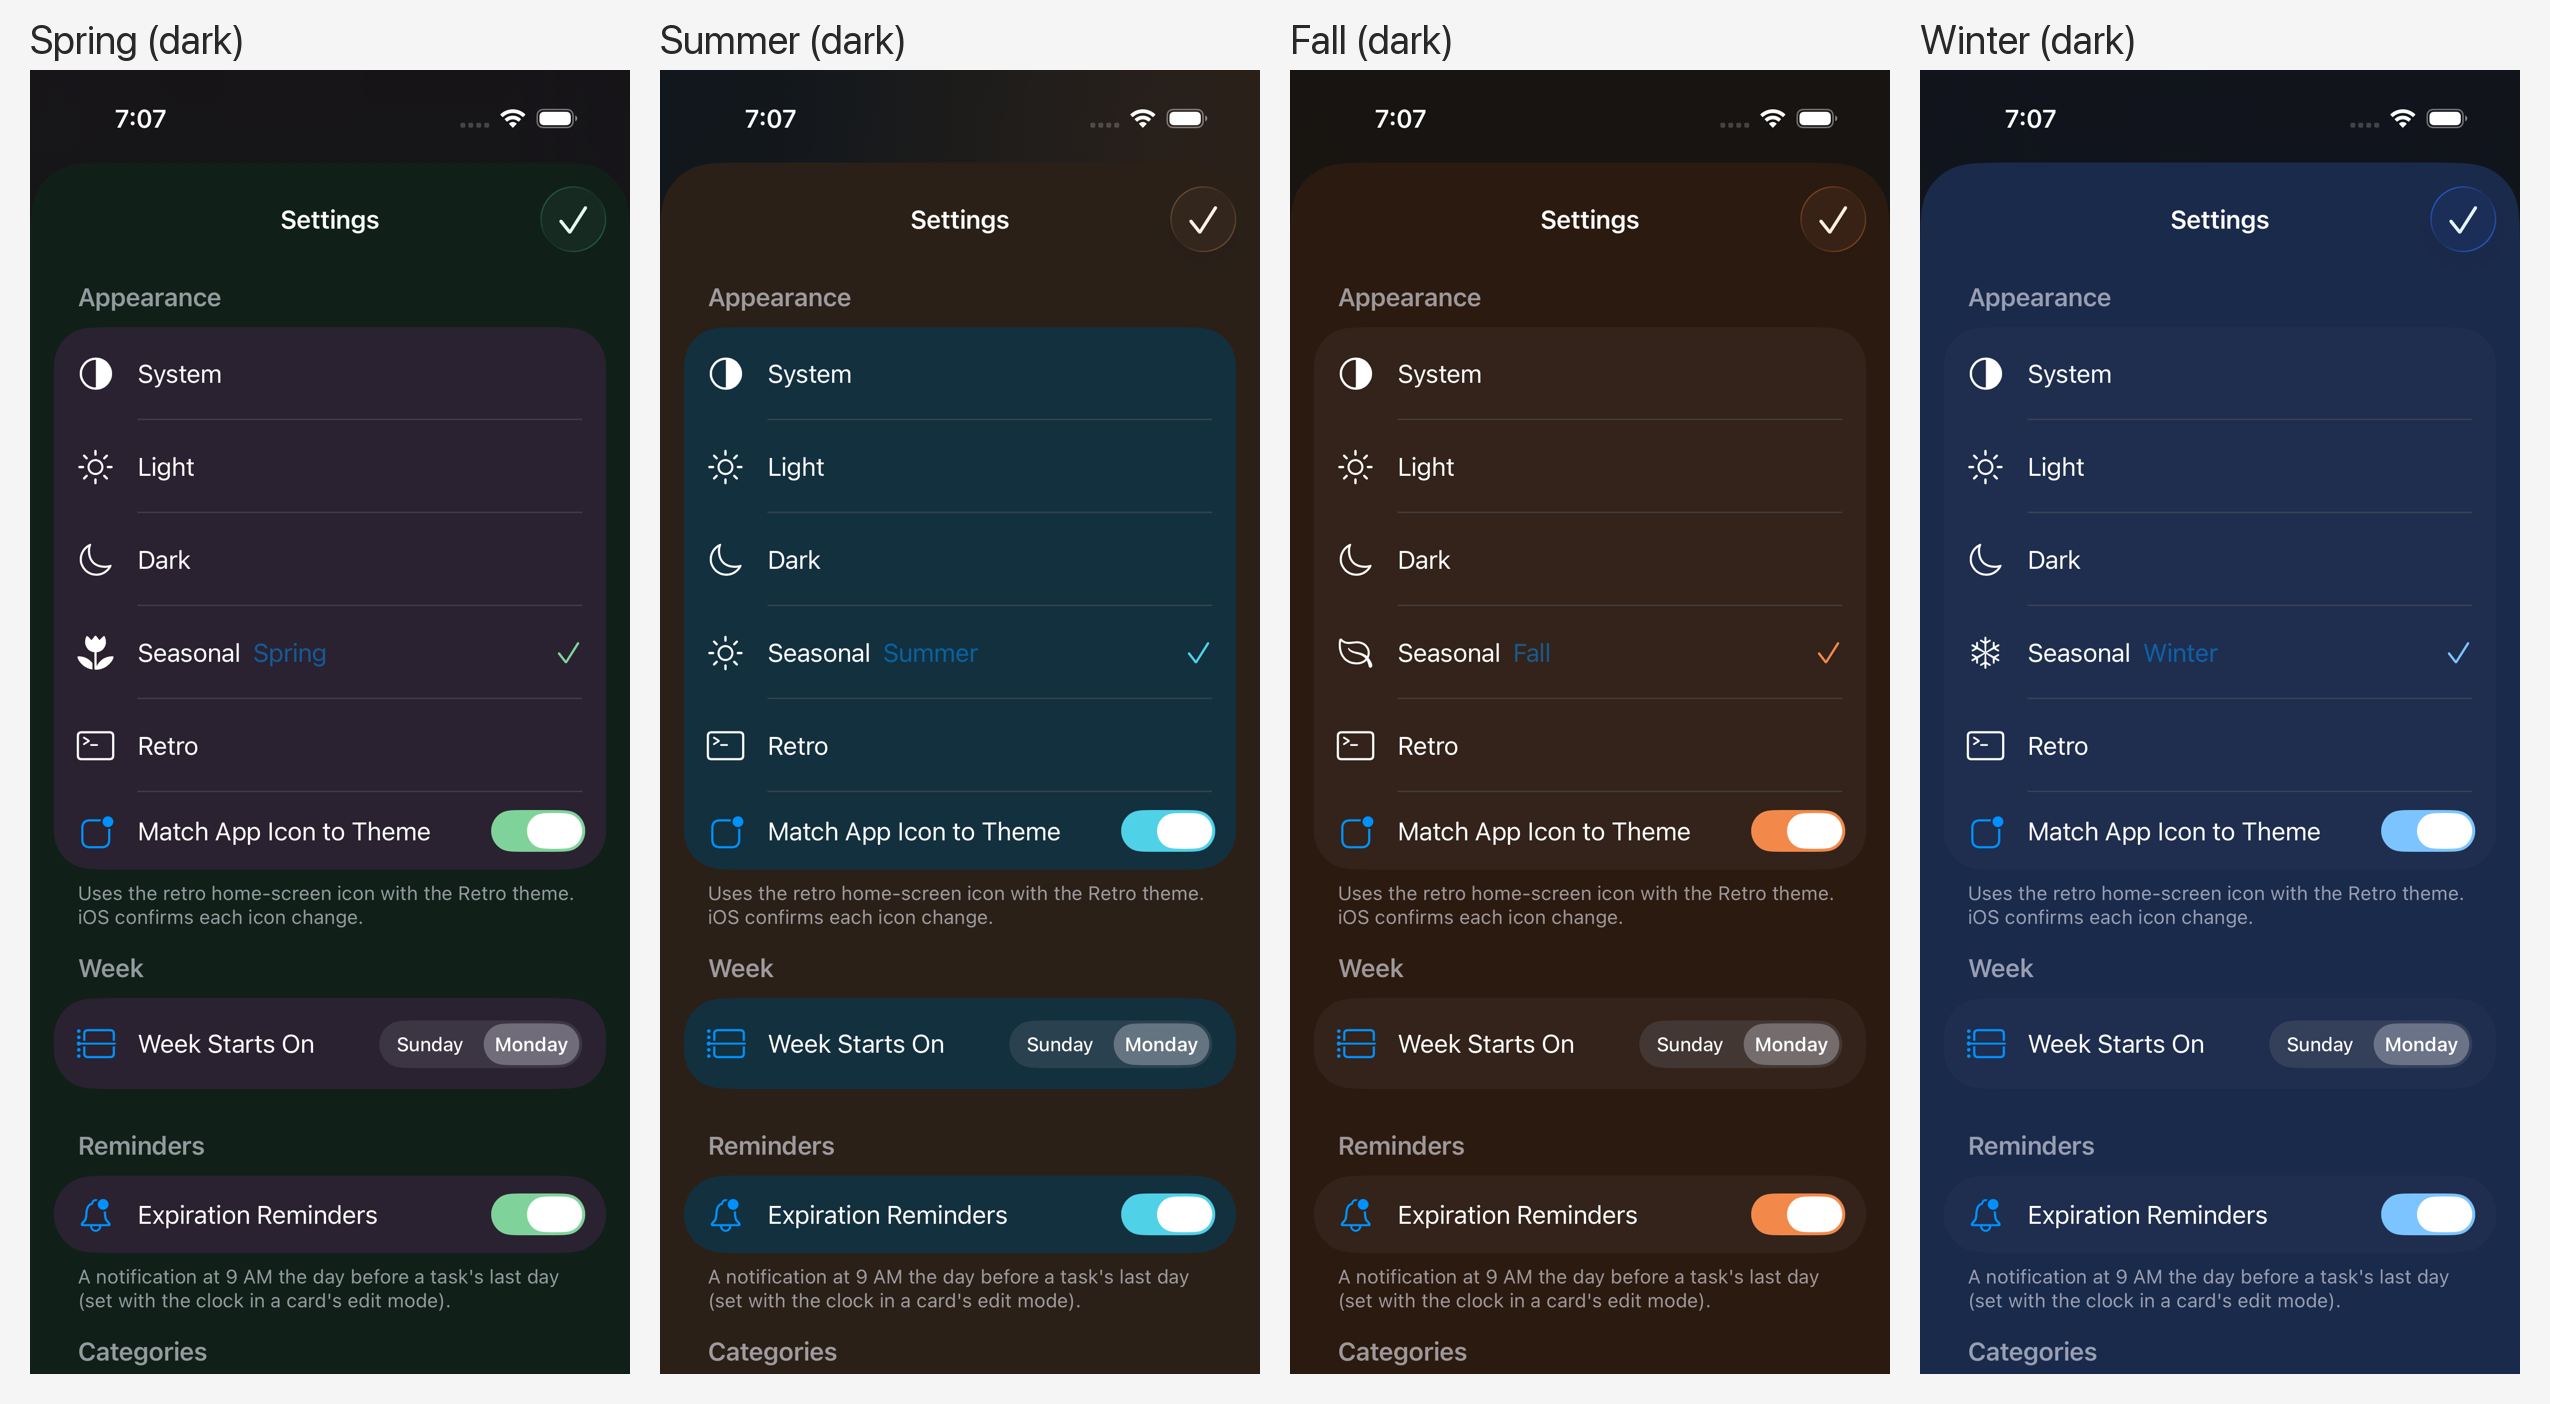 Spring (dark)
7:07
Settings
Appearance
System
Light
Dark
Seasonal Spring
Retro
Match App Icon to Theme
Uses the retro home-screen icon with the Retro theme.
iOS confirms each icon change.
Week
Week Starts On Sunday Monday
Reminders
Expiration Reminders
A notification at 9 AM the day before a task's last day
(set with the clock in a card's edit mode).
Categories
Summer (dark)
7:07
Settings
Appearance
System
Light
Dark
Seasonal Summer
Retro
Match App Icon to Theme
Uses the retro home-screen icon with the Retro theme.
iOS confirms each icon change.
Week
Week Starts On Sunday Monday
Reminders
Expiration Reminders
A notification at 9 AM the day before a task's last day
(set with the clock in a card's edit mode).
Categories
Fall (dark)
7:07
Settings
Appearance
System
Light
Dark
Seasonal Fall
Retro
Match App Icon to Theme
Uses the retro home-screen icon with the Retro theme.
iOS confirms each icon change.
Week
Week Starts On Sunday Monday
Reminders
Expiration Reminders
A notification at 9 AM the day before a task's last day
(set with the clock in a card's edit mode).
Categories
Winter (dark)
7:07
Settings
Appearance
System
Light
Dark
Seasonal Winter
Retro
Match App Icon to Theme
Uses the retro home-screen icon with the Retro theme.
iOS confirms each icon change.
Week
Week Starts On Sunday Monday
Reminders
Expiration Reminders
A notification at 9 AM the day before a task's last day
(set with the clock in a card's edit mode).
Categories